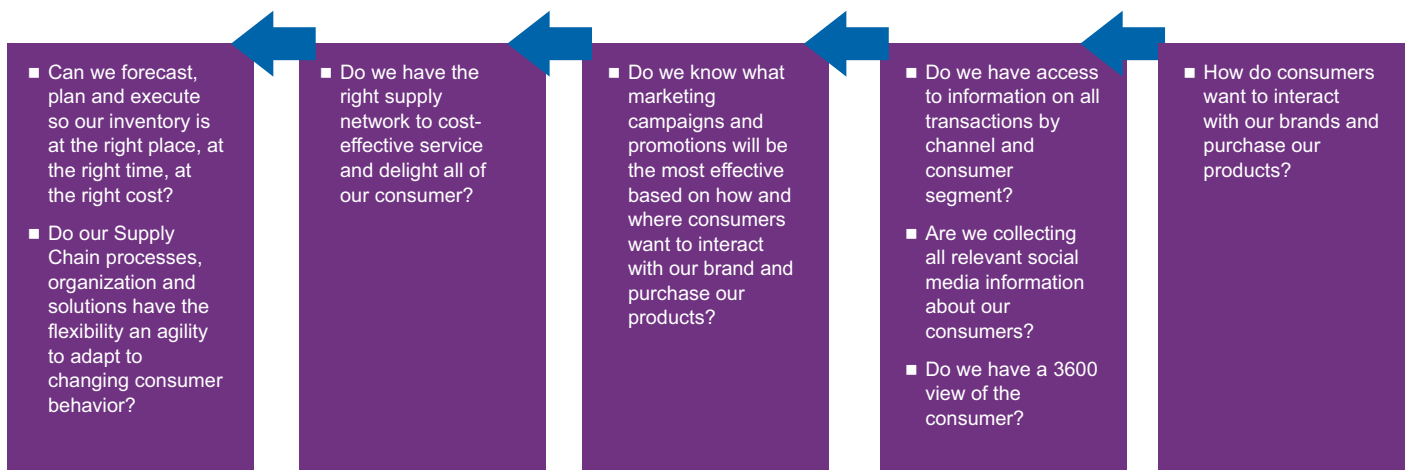 ■ Can we forecast,
plan and execute
so our inventory is
at the right place, at
the right time, at
the right cost?
■ Do our Supply
Chain processes,
organization and
solutions have the
flexibility an agility
to adapt to
changing consumer
behavior?
■ Do we have the
right supply
network to cost-
effective service
and delight all of
our consumer?
■ Do we know what
marketing
campaigns and
promotions will be
the most effective
based on how and
where consumers
want to interact
with our brand and
purchase our
products?
■ Do we have access
to information on all
transactions by
channel and
consumer
segment?
■ Are we collecting
all relevant social
media information
about our
consumers?
■ Do we have a 3600
view of the
consumer?
■ How do consumers
want to interact
with our brands and
purchase our
products?